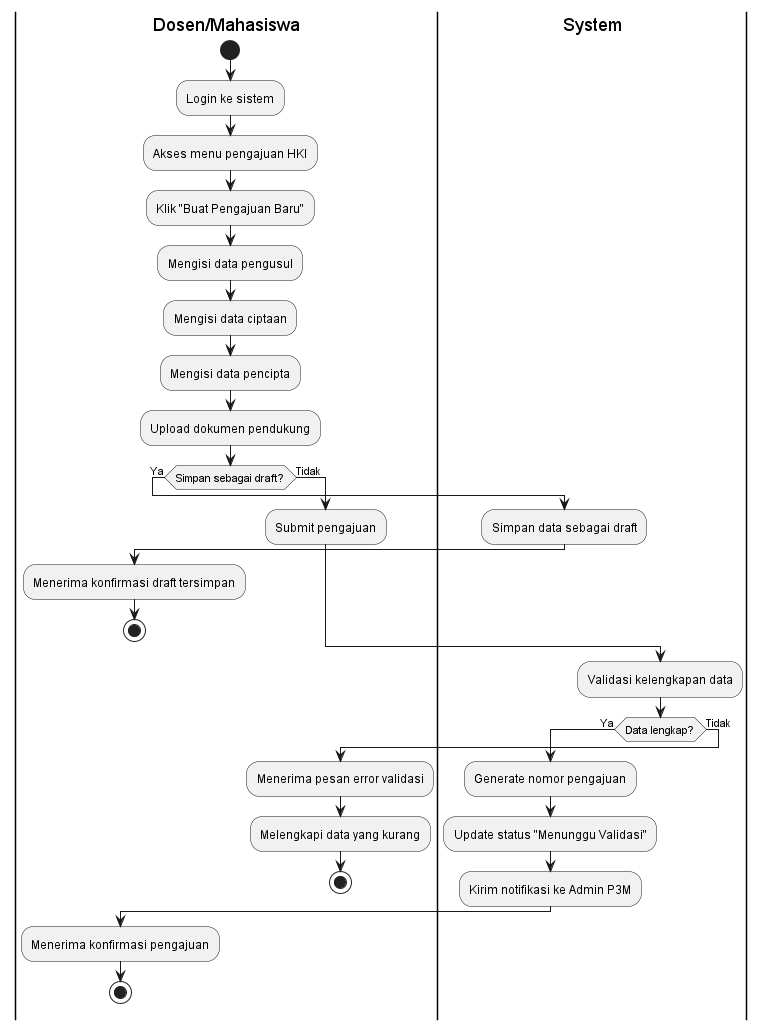 Dosen/Mahasiswa
System
Login ke sistem
Akses menu pengajuan HKI
Klik "Buat Pengajuan Baru"
Mengisi data pengusul
Mengisi data ciptaan
Mengisi data pencipta
Upload dokumen pendukung
Ya
Simpan sebagai draft?
Tidak
Submit pengajuan
Simpan data sebagai draft
Menerima konfirmasi draft tersimpan
Validasi kelengkapan data
Ya
Data lengkap?
Tidak
Menerima pesan error validasi
Generate nomor pengajuan
Melengkapi data yang kurang
Update status "Menunggu Validasi"
Kirim notifikasi ke Admin P3M
Menerima konfirmasi pengajuan